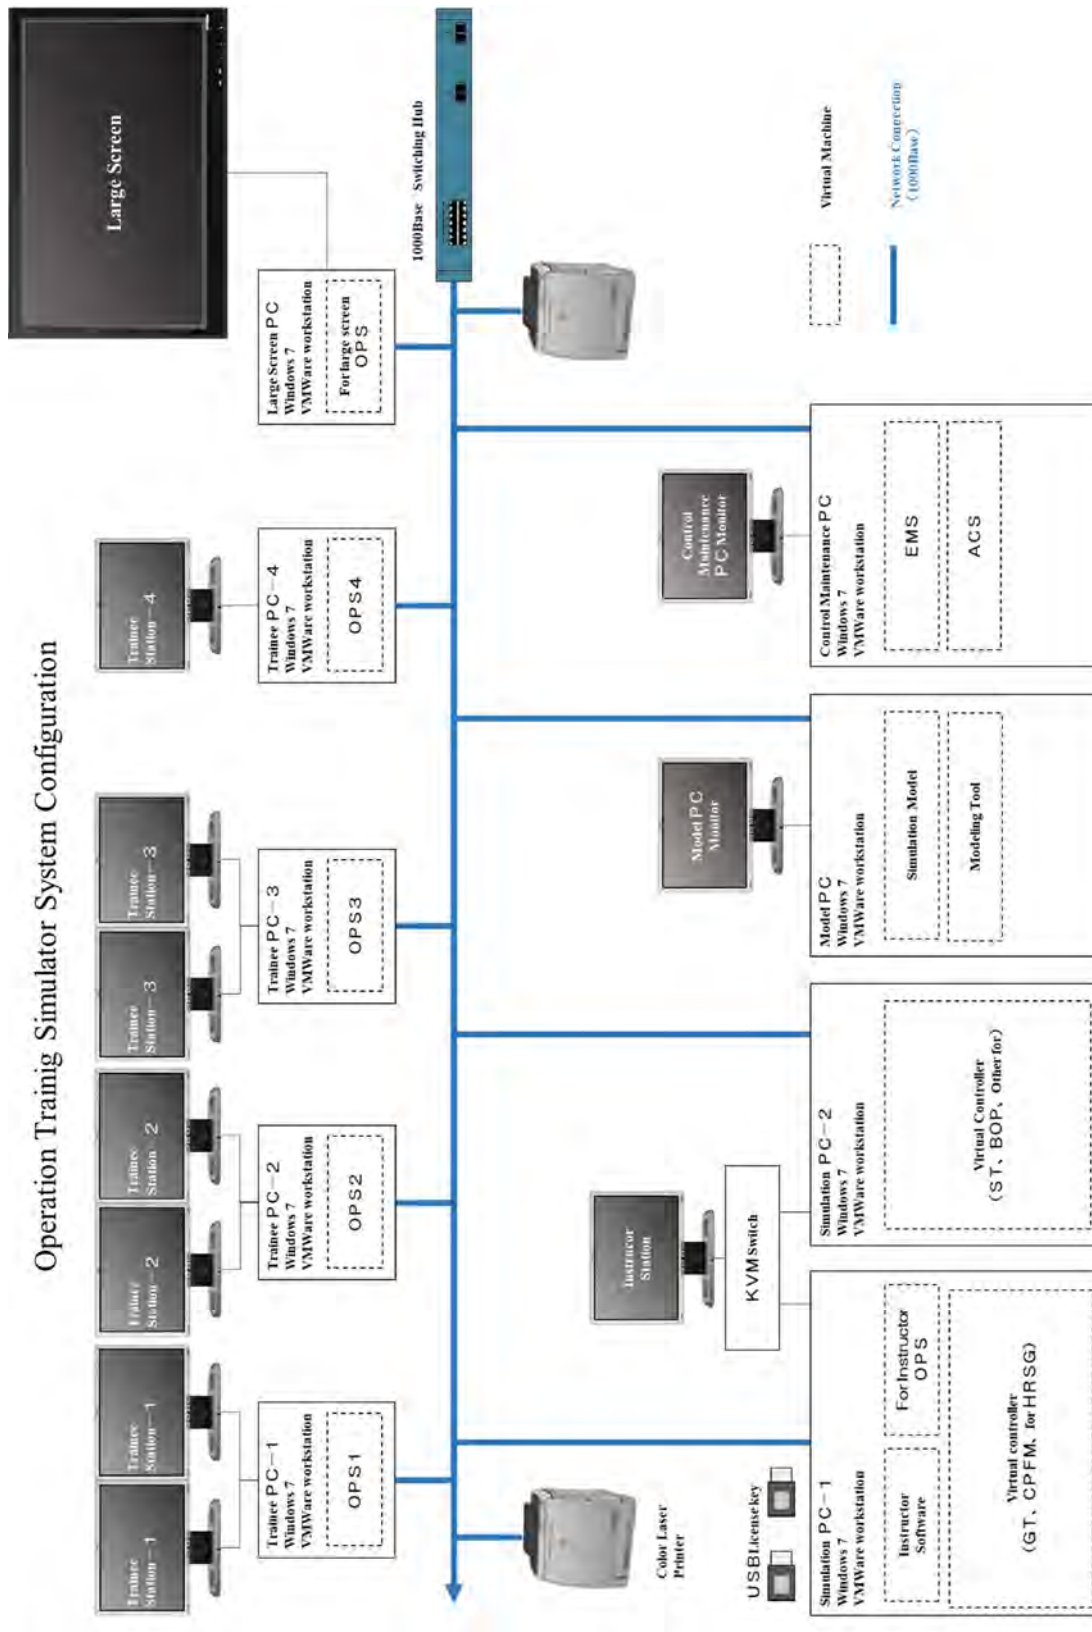 Operation Trainig Simulator System Configuration
Trainee
Station－1
Trainee
Station－1
Trainee
Station－2
Trainee
Station 2
Trainee
Station－3
Trainee
Station－3
Trainee
Station－4
Large Screen
Trainee PC－1
Windows 7
VMWare workstation
OPS1
Trainee PC－2
Windows 7
VMWare workstation
OPS2
Trainee PC－3
Windows 7
VMWare workstation
OPS3
Trainee PC－4
Windows 7
VMWare workstation
OPS4
Large Screen PC
Windows 7
VMWare workstation
For large screen
OPS
1000Base Switching Hub
Color Laser
Printer
USB License key
Instrucor
Station
KVM Switch
Model PC
Monitor
Control
Maintenance
PC Monitor
Simulation PC－1
Windows 7
VMWare workstation
Instructor
Software
For Instructor
OPS
Virtual controller
(GT、CPFM、for HRSG)
Simulation PC－2
Windows 7
VMWare workstation
Virtual Controller
(ST、BOP、Other for)
Model PC
Windows 7
VMWare workstation
Simulation Model
Modeling Tool
Control Maintenance PC
Windows 7
VMWare workstation
EMS
ACS
Virtual Machine
Network Connection
(1000Base)